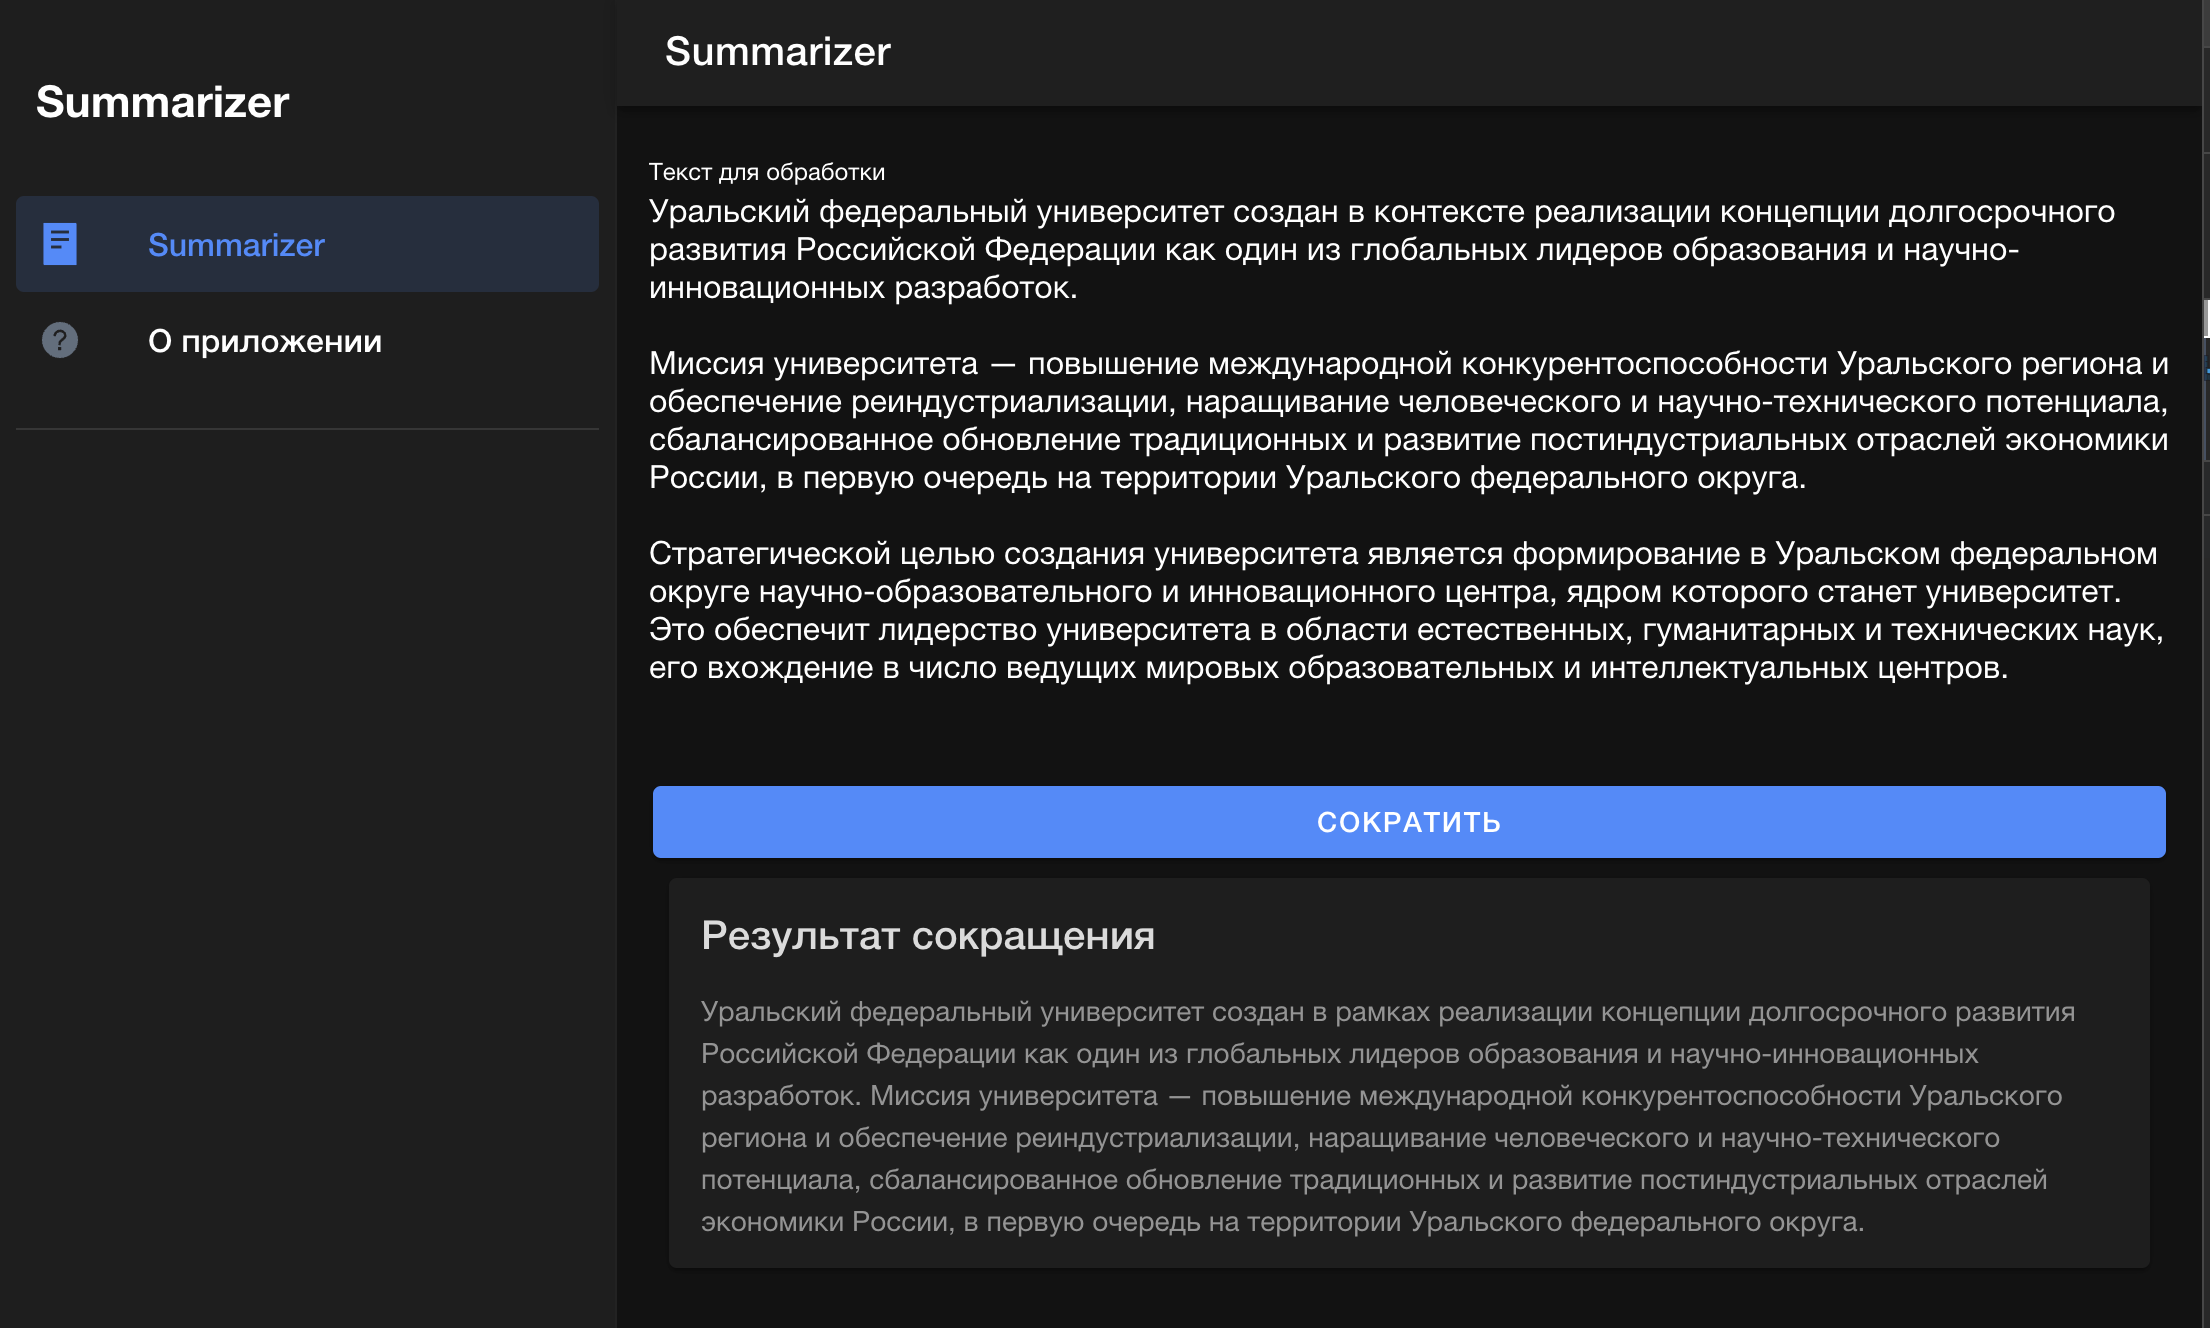 Summarizer
Summarizer
О приложении
Summarizer
Текст для обработки
Уральский федеральный университет создан в контексте реализации концепции долгосрочного
развития Российской Федерации как один из глобальных лидеров образования и научно-
инновационных разработок.
Миссия университета — повышение международной конкурентоспособности Уральского региона и
обеспечение реиндустриализации, наращивание человеческого и научно-технического потенциала,
сбалансированное обновление традиционных и развитие постиндустриальных отраслей экономики
России, в первую очередь на территории Уральского федерального округа.
Стратегической целью создания университета является формирование в Уральском федеральном
округе научно-образовательного и инновационного центра, ядром которого станет университет.
Это обеспечит лидерство университета в области естественных, гуманитарных и технических наук,
его вхождение в число ведущих мировых образовательных и интеллектуальных центров.
СОКРАТИТЬ
Результат сокращения
Уральский федеральный университет создан в рамках реализации концепции долгосрочного развития
Российской Федерации как один из глобальных лидеров образования и научно-инновационных
разработок. Миссия университета — повышение международной конкурентоспособности Уральского
региона и обеспечение реиндустриализации, наращивание человеческого и научно-технического
потенциала, сбалансированное обновление традиционных и развитие постиндустриальных отраслей
экономики России, в первую очередь на территории Уральского федерального округа.